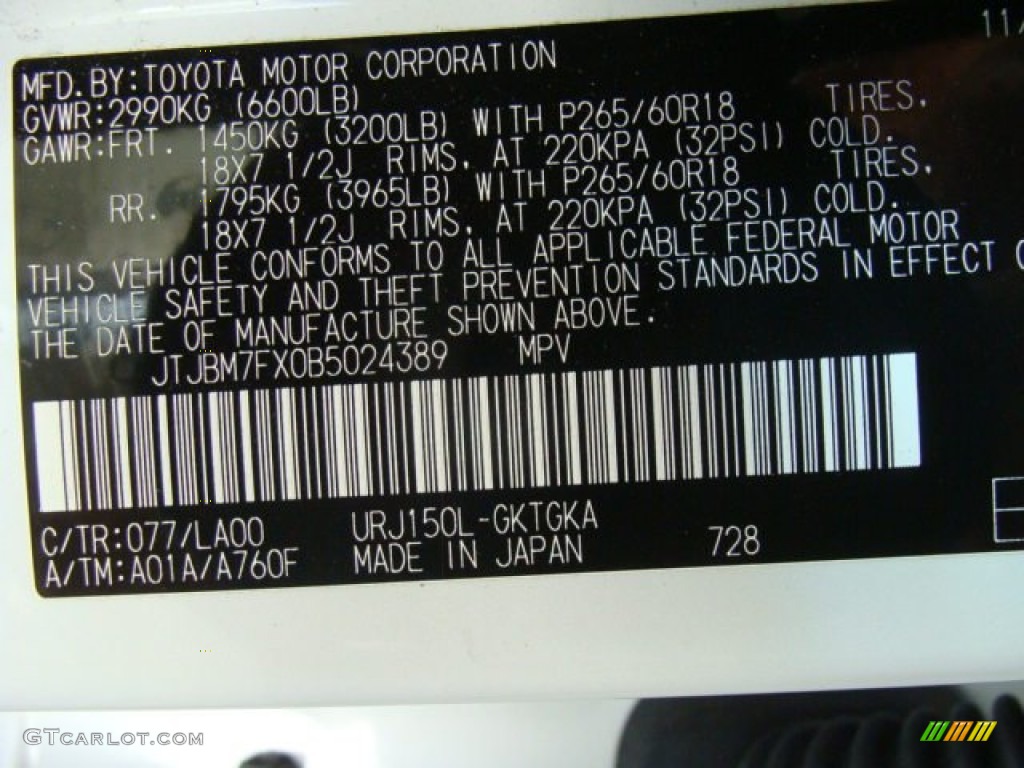 11/
MFD.BY:TOYOTA MOTOR CORPORATION
GVWR:2990KG (6600LB)
GAWR:FRT. 1450KG (3200LB) WITH P265/60R18 TIRES,
18X7 1/2J RIMS, AT 220KPA (32PSI) COLD.
RR. 1795KG (3965LB) WITH P265/60R18 TIRES,
18X7 1/2J RIMS, AT 220KPA (32PSI) COLD.
THIS VEHICLE CONFORMS TO ALL APPLICABLE FEDERAL MOTOR
VEHICLE SAFETY AND THEFT PREVENTION STANDARDS IN EFFECT
THE DATE OF MANUFACTURE SHOWN ABOVE.
JTJBM7FX0B5024389 MPV
C/TR:077/LA00 URJ150L-GKTGKA
A/TM:A01A/A760F MADE IN JAPAN 728
GTCARLOT.COM